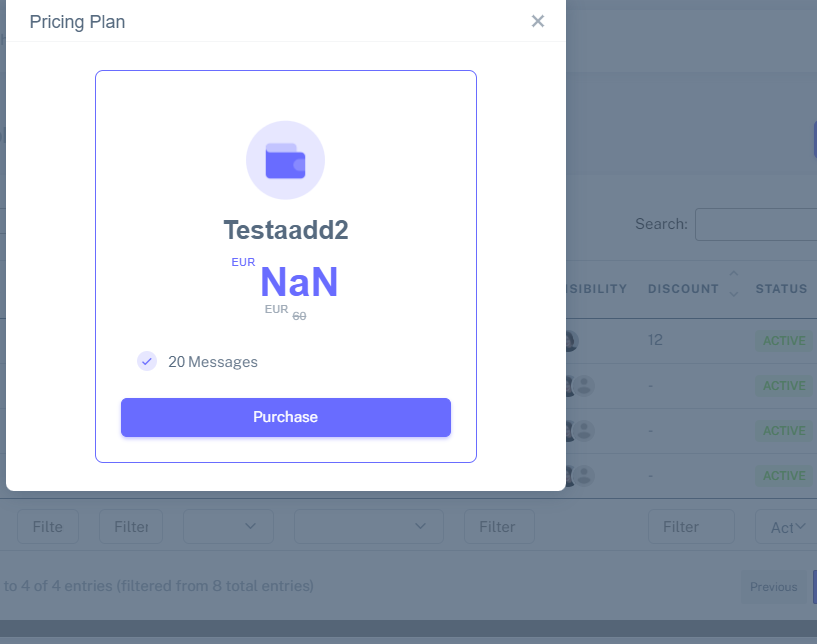 Pricing Plan
Testaadd2
EUR
NaN
EUR 60
20 Messages
Purchase
Search:
DISCOUNT STATUS
12 ACTIVE
- ACTIVE
- ACTIVE
- ACTIVE
Filte Filter Filter Filter Act
to 4 of 4 entries (filtered from 8 total entries)
Previous